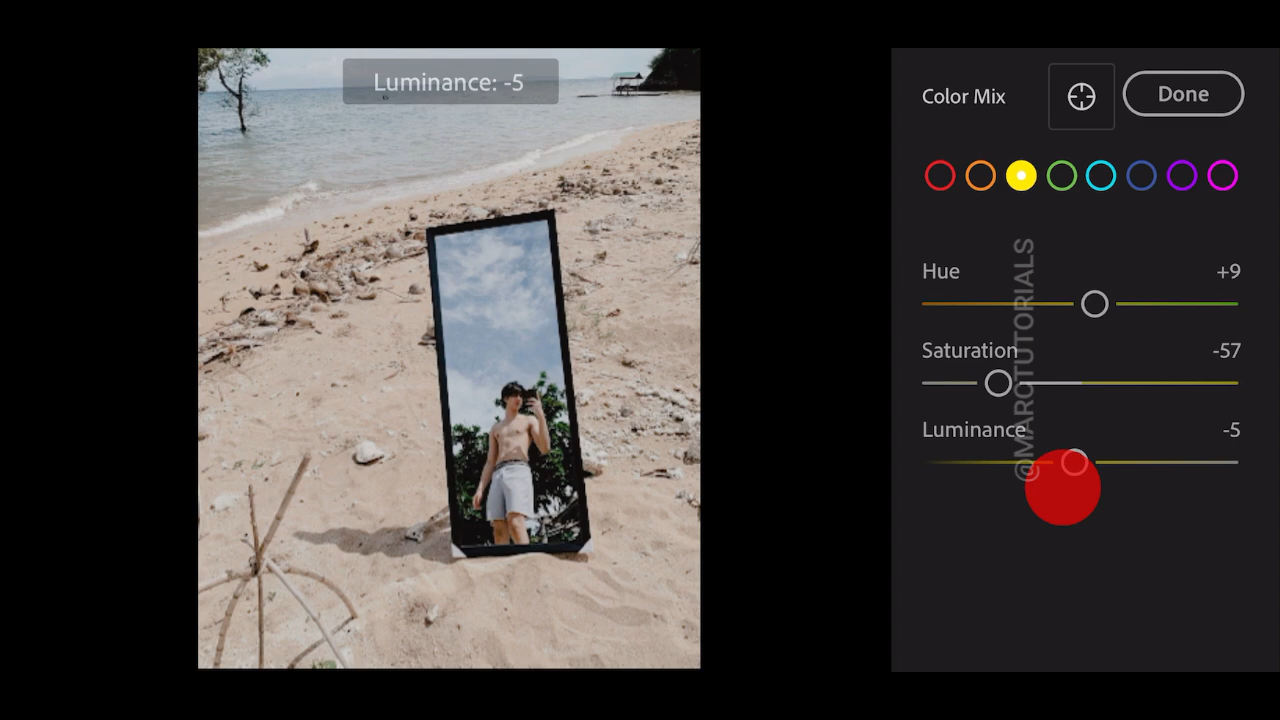 Luminance: -5
Color Mix
Done
Hue
+9
Saturation
-57
Luminance
-5
@MAROTUTORIALS